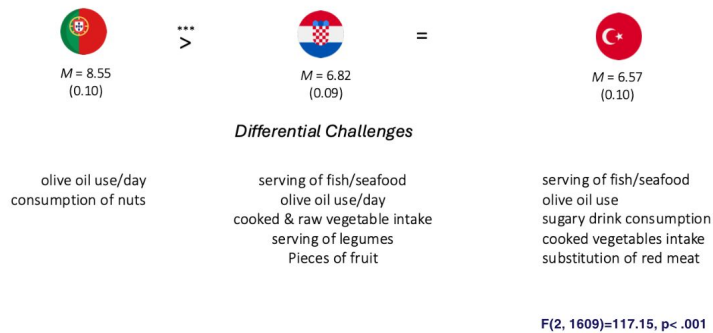 ***
>
=
M = 8.55
(0.10)
M = 6.82
(0.09)
M = 6.57
(0.10)
Differential Challenges
olive oil use/day
consumption of nuts
serving of fish/seafood
olive oil use/day
cooked & raw vegetable intake
serving of legumes
Pieces of fruit
serving of fish/seafood
olive oil use
sugary drink consumption
cooked vegetables intake
substitution of red meat
F(2, 1609)=117.15, p< .001